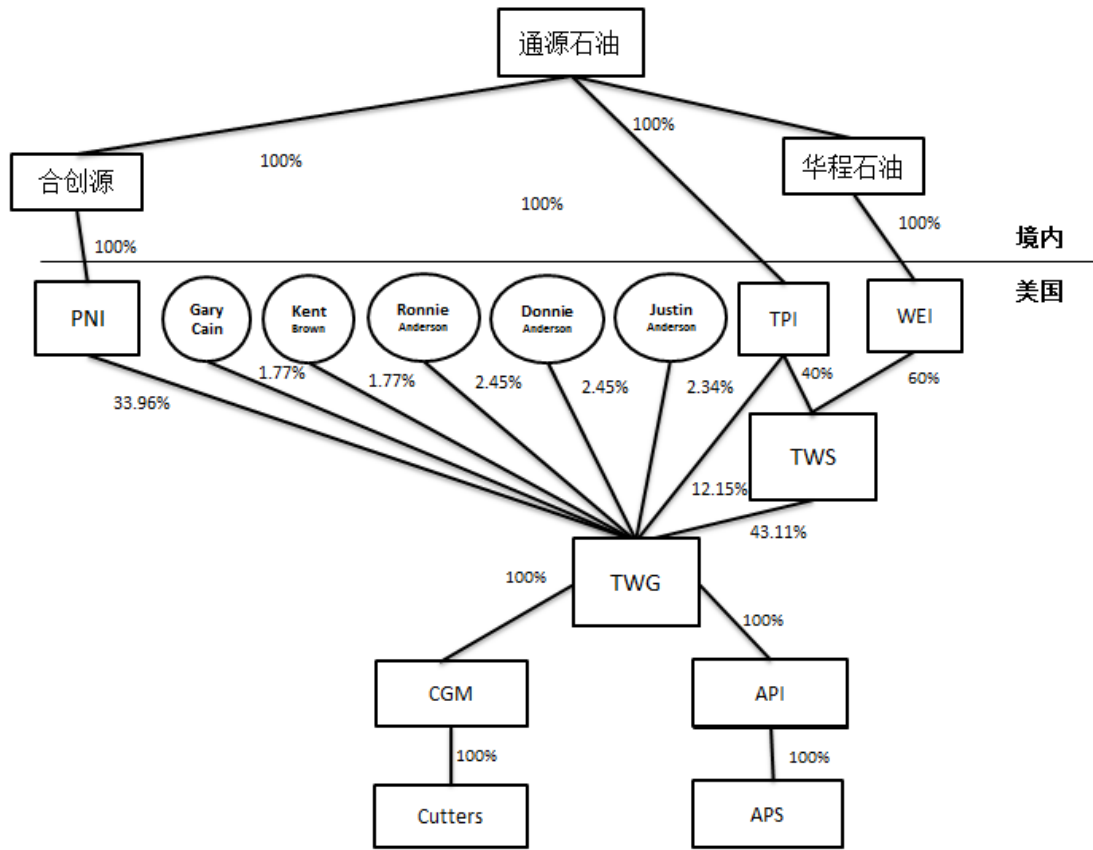 通源石油
100%
100%
合创源
华程石油
100%
100%
100%
境内
美国
PNI
Gary
Cain
Kent
Brown
Ronnie
Anderson
Donnie
Anderson
Justin
Anderson
TPI
WEI
33.96%
1.77%
1.77%
2.45%
2.45%
2.34%
40%
60%
TWS
12.15%
43.11%
TWG
100%
100%
CGM
API
100%
100%
Cutters
APS